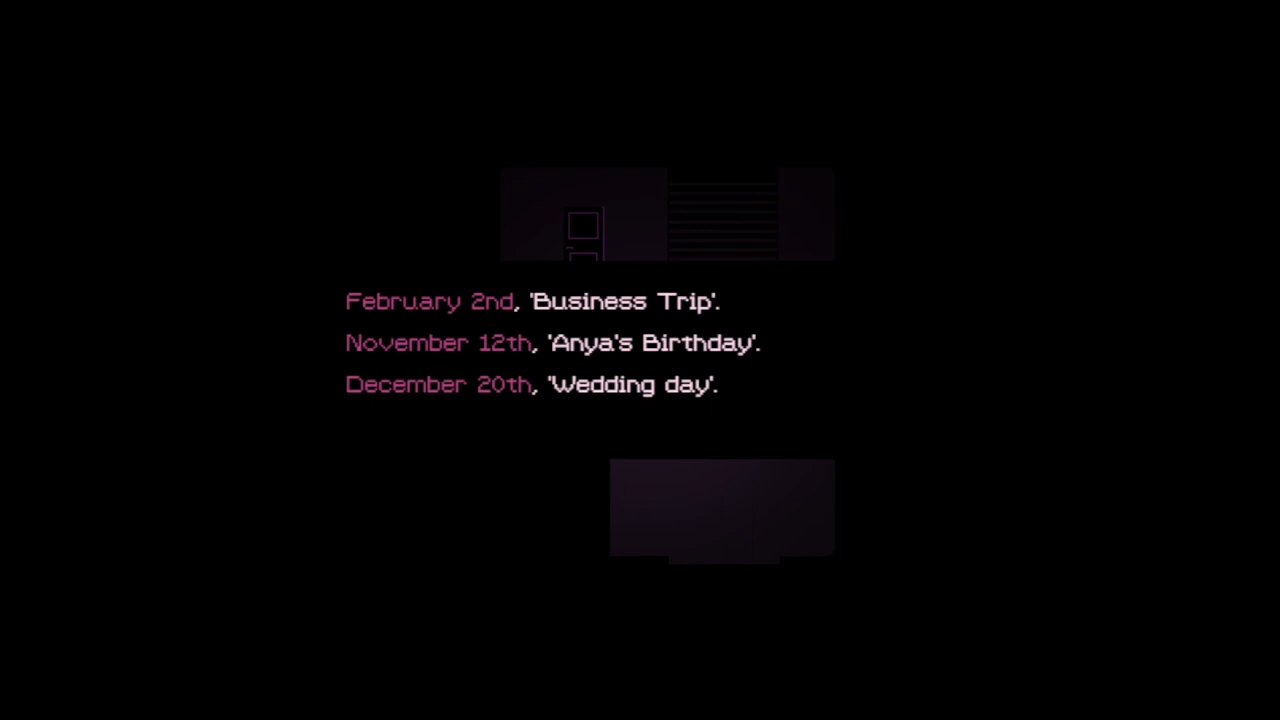 February 2nd, 'Business Trip'.
November 12th, 'Anya's Birthday'.
December 20th, 'Wedding day'.